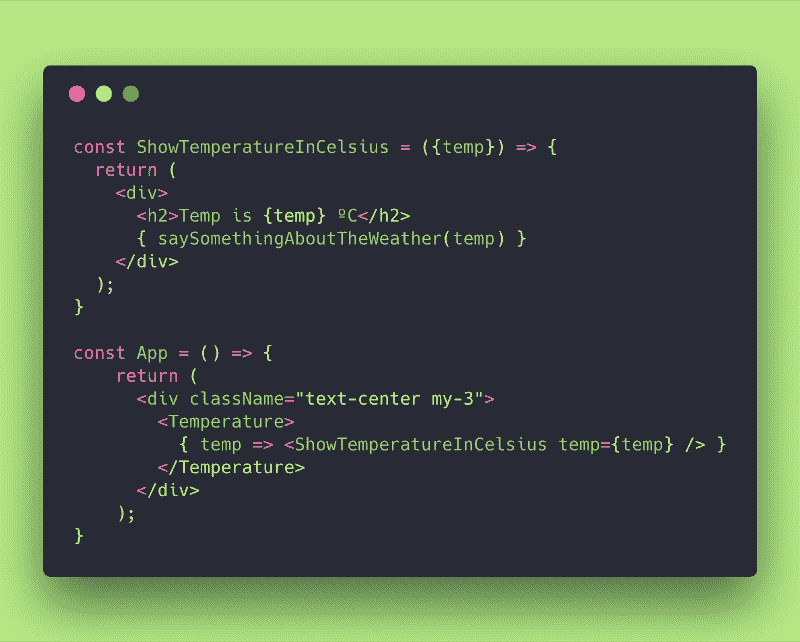 const ShowTemperatureInCelsius = ({temp}) => {
  return (
    <div>
      <h2>Temp is {temp} ºC</h2>
      { saySomethingAboutTheWeather(temp) }
    </div>
  );
}

const App = () => {
    return (
      <div className="text-center my-3">
        <Temperature>
          { temp => <ShowTemperatureInCelsius temp={temp} /> }
        </Temperature>
      </div>
    );
}